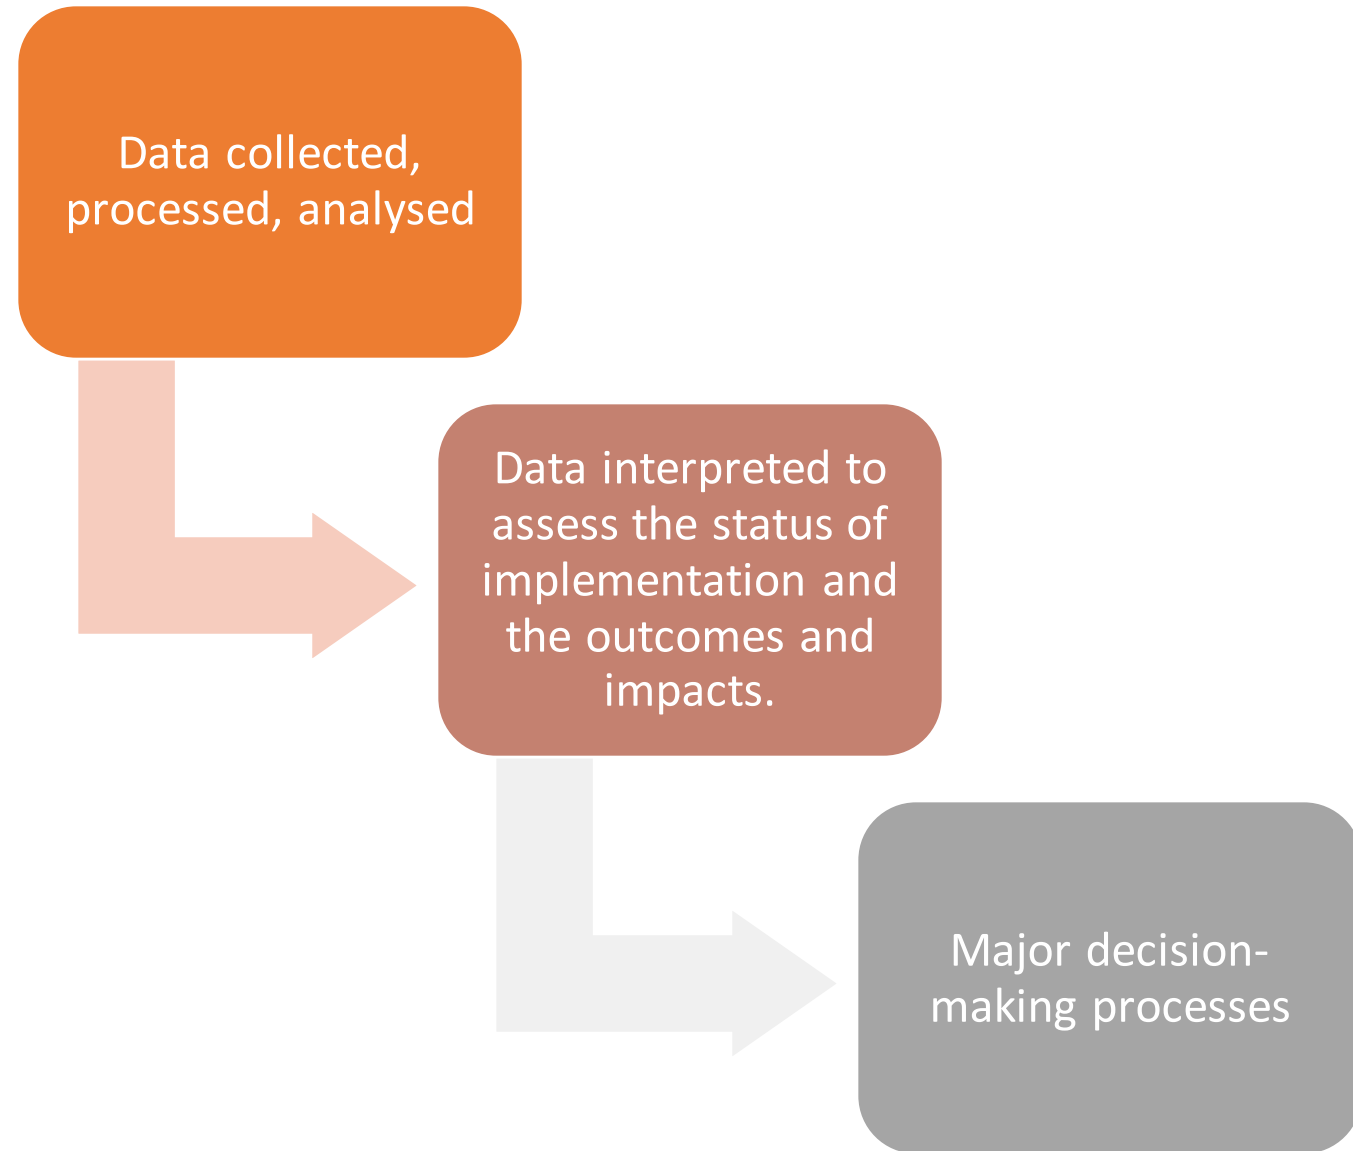 Data collected,
processed, analysed
Data interpreted to
assess the status of
implementation and
the outcomes and
impacts.
Major decision-
making processes